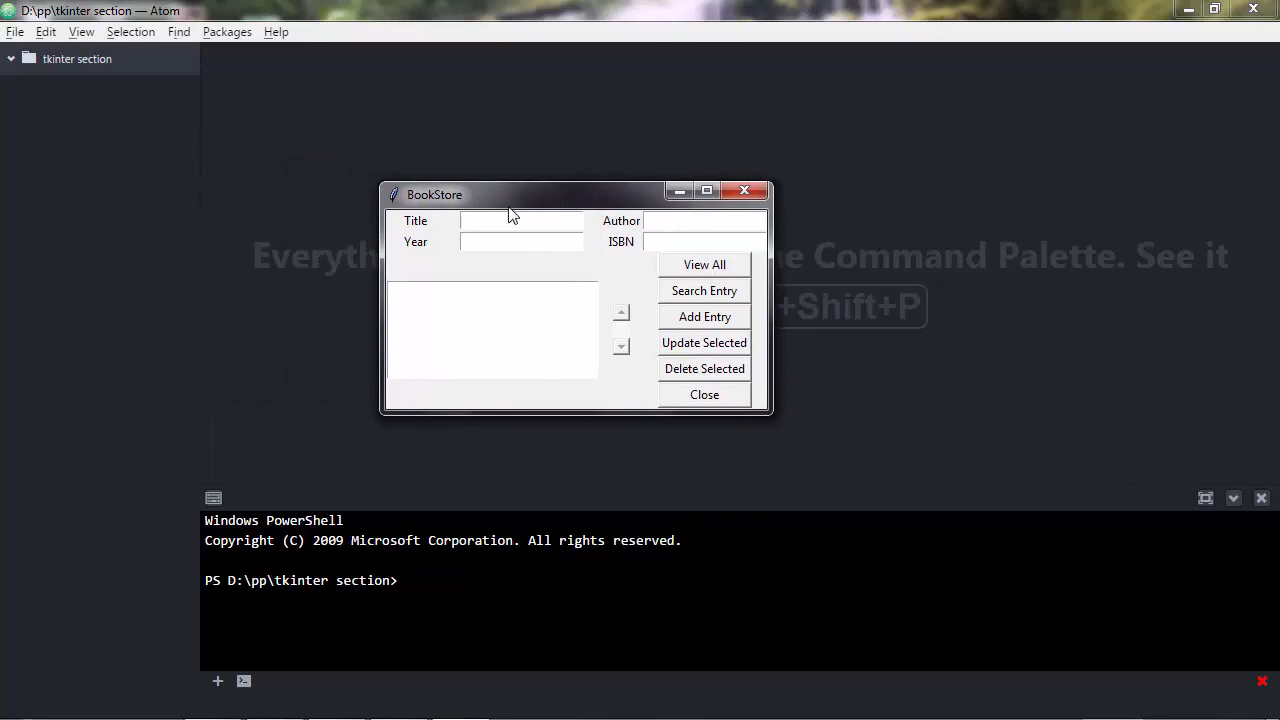 D:\pp\tkinter section — Atom
File Edit View Selection Find Packages Help
tkinter section
BookStore
Title Author
Year ISBN
Everyth e Command Palette. See it
View All
Search Entry
+Shift+P
Add Entry
Update Selected
Delete Selected
Close
Windows PowerShell
Copyright (C) 2009 Microsoft Corporation. All rights reserved.
PS D:\pp\tkinter section>